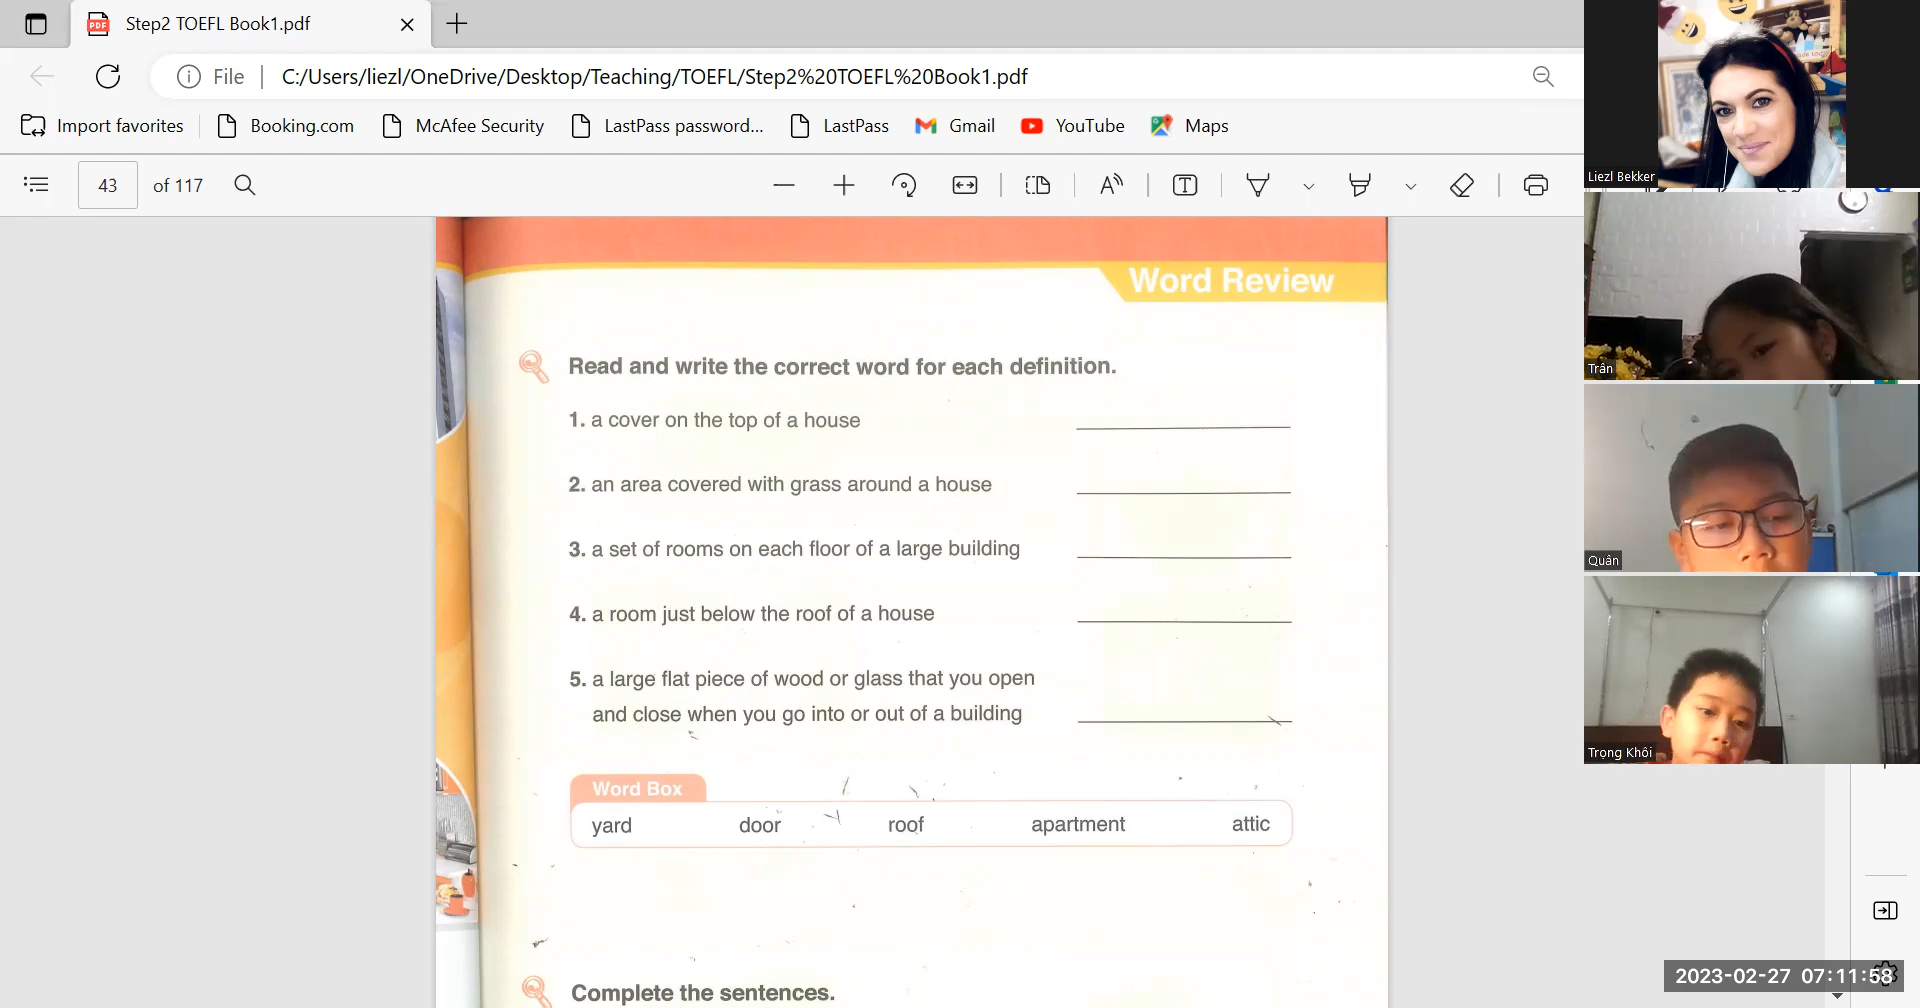 Step2 TOEFL Book1.pdf
File
C:/Users/liezl/OneDrive/Desktop/Teaching/TOEFL/Step2%20TOEFL%20Book1.pdf
Import favorites
Booking.com
McAfee Security
LastPass password...
LastPass
Gmail
YouTube
Maps
43 of 117
Word Review
Read and write the correct word for each definition.
1. a cover on the top of a house
2. an area covered with grass around a house
3. a set of rooms on each floor of a large building
4. a room just below the roof of a house
5. a large flat piece of wood or glass that you open
and close when you go into or out of a building
Word Box
yard door roof apartment attic
Complete the sentences.
Liezl Bekker
Trân
Quân
Trọng Khôi
2023-02-27 07:11:58